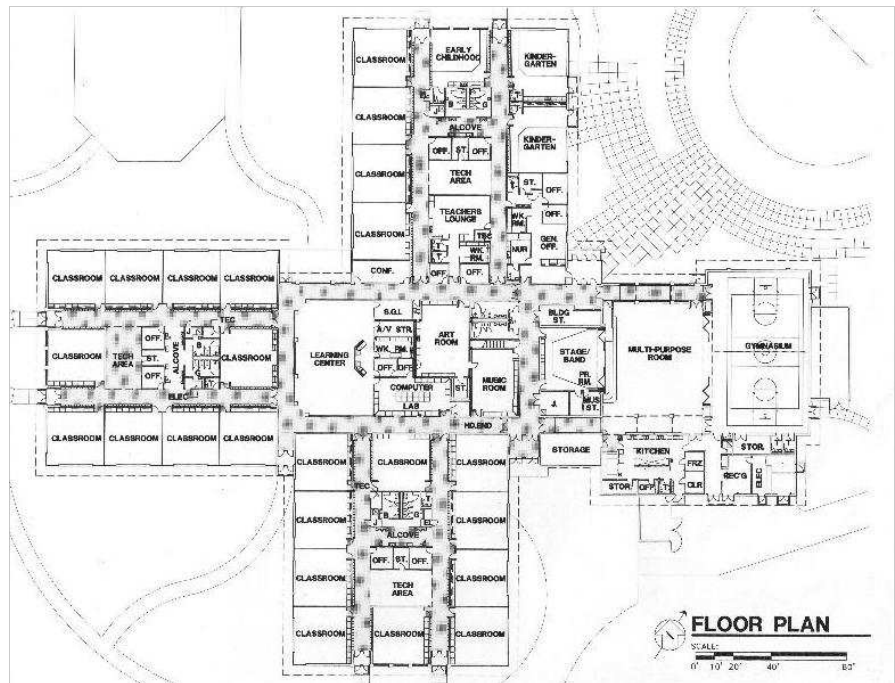 CLASSROOM
EARLY
CHILDHOOD
KINDER-
GARTEN
B
G
CLASSROOM
ALCOVE
KINDER-
GARTEN
OFF.
ST.
OFF.
CLASSROOM
TECH
AREA
ST.
OFF.
TEACHERS
LOUNGE
WK.
RM.
OFF.
CLASSROOM
NUR
GEN.
OFF.
WK.
RM.
CONF.
OFF.
OFF.
CLASSROOM
CLASSROOM
CLASSROOM
CLASSROOM
S.G.I.
BLDG
ST.
TEC
A/V STR.
ART
ROOM
CLASSROOM
TECH
AREA
OFF.
ST.
OFF.
ALCOVE
CLASSROOM
LEARNING
CENTER
WK. RM.
OFF.
OFF.
STAGE/
BAND
MULTI-PURPOSE
ROOM
GYMNASIUM
PR.
RM.
MUSIC
ROOM
COMPUTER
LAB
ST.
ELEC
J.
MUS
ST.
HD.END
CLASSROOM
CLASSROOM
CLASSROOM
CLASSROOM
STORAGE
KITCHEN
STOR.
FRZ
CLR
REC'G
ELEC
STOR.
OFF
CLASSROOM
CLASSROOM
CLASSROOM
TEC
B
G
CLASSROOM
CLASSROOM
ALCOVE
OFF.
ST.
OFF.
CLASSROOM
TECH
AREA
CLASSROOM
CLASSROOM
CLASSROOM
CLASSROOM
FLOOR PLAN
SCALE:
0' 10' 20' 40' 80'